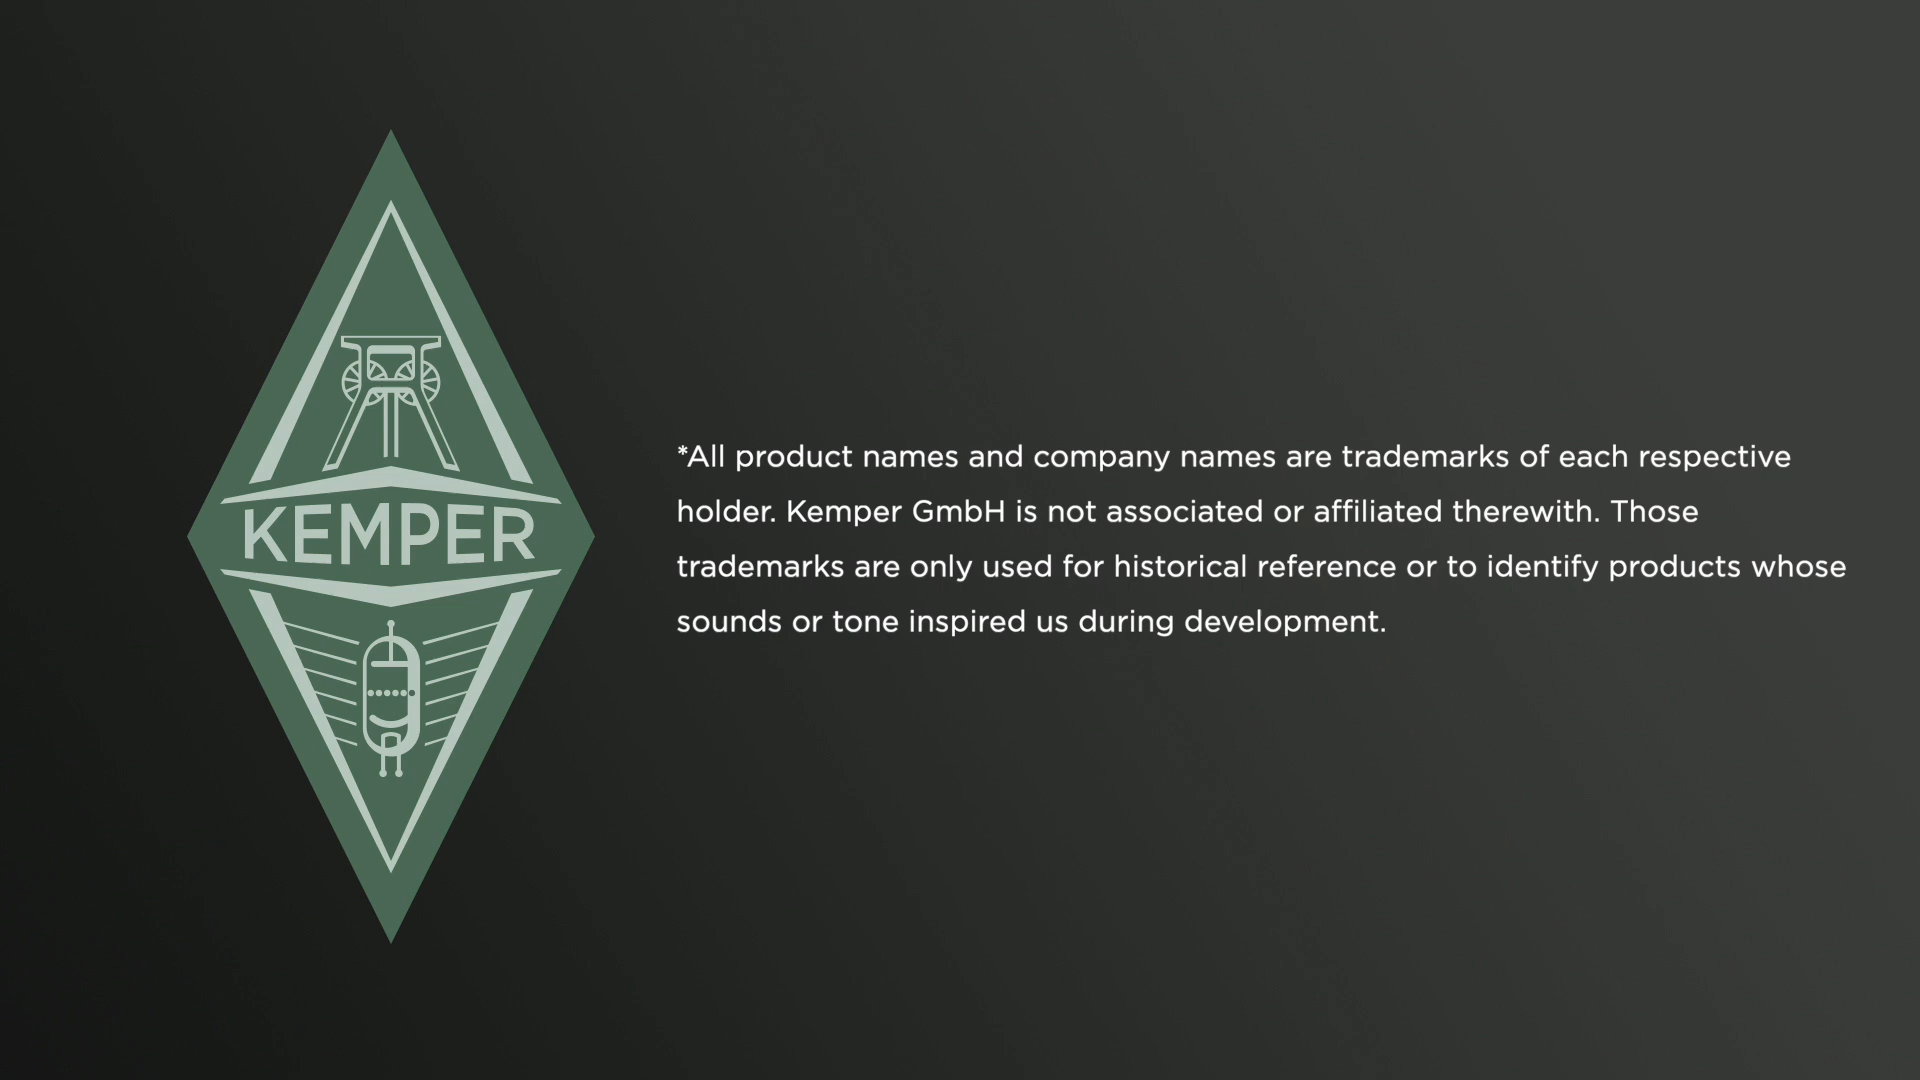 KEMPER
*All product names and company names are trademarks of each respective
holder. Kemper GmbH is not associated or affiliated therewith. Those
trademarks are only used for historical reference or to identify products whose
sounds or tone inspired us during development.